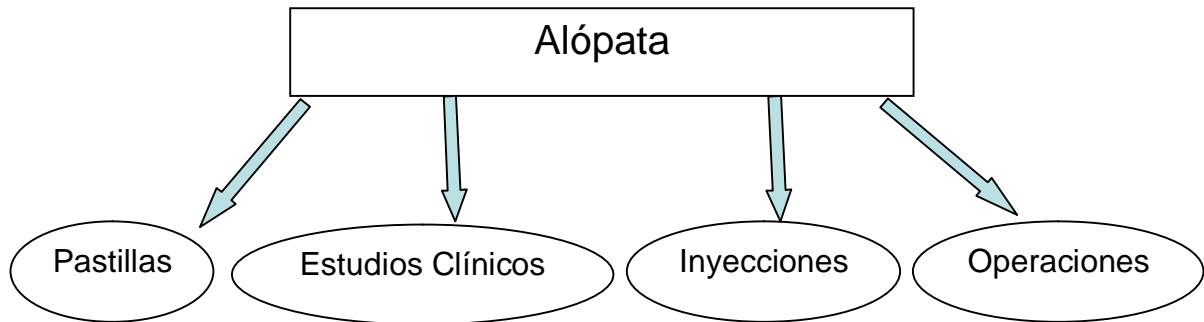 Alópata
Pastillas
Estudios Clínicos
Inyecciones
Operaciones